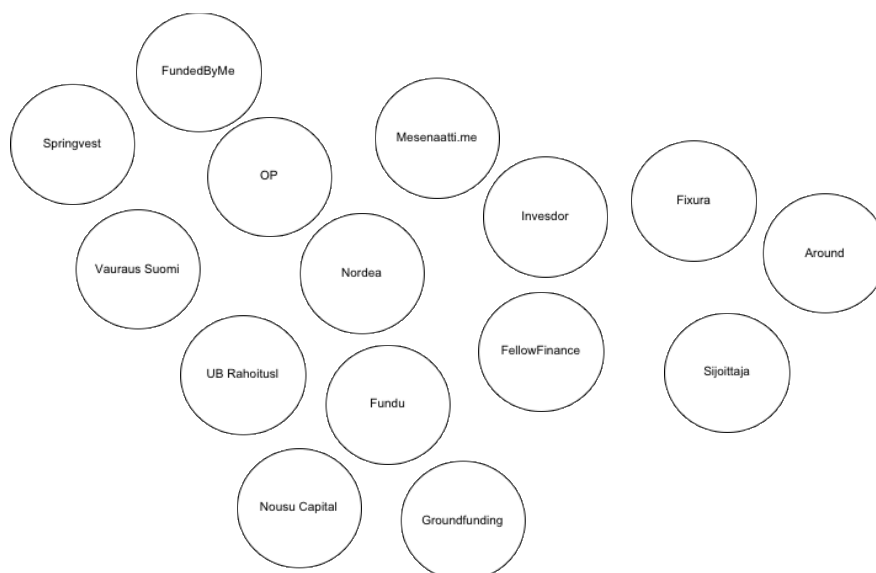 FundedByMe
Springvest
Mesenaatti.me
OP
Fixura
Invesdor
Around
Vauraus Suomi
Nordea
FellowFinance
UB Rahoitusl
Sijoittaja
Fundu
Nousu Capital
Groundfunding